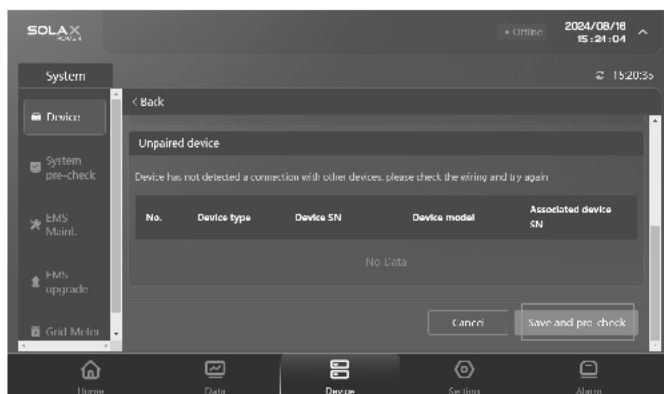 SOLAX
POWER
• Offline
2024/08/16
15:21:04
System
15:20:35
Device
< Back
System
pre-check
Unpaired device
Device has not detected a connection with other devices, please check the wiring and try again
EMS
Maint.
No.
Device type
Device SN
Device model
Associated device
SN
No Data
EMS
upgrade
Grid Meter
Cancel
Save and pre-check
Home
Data
Device
Setting
Alarm